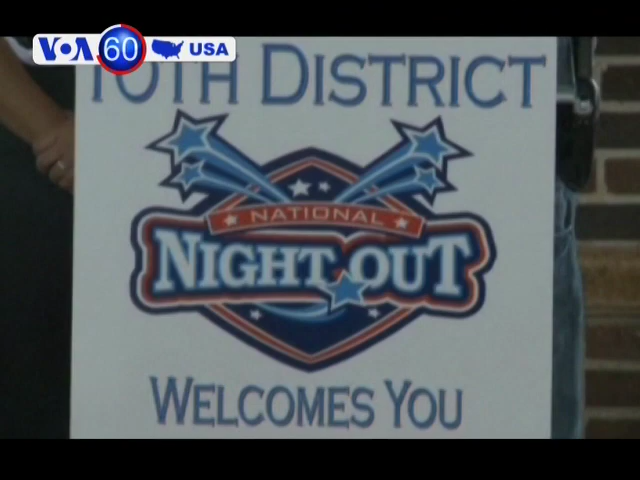 VOA 60 USA
10TH DISTRICT
NATIONAL
NIGHT OUT
WELCOMES YOU